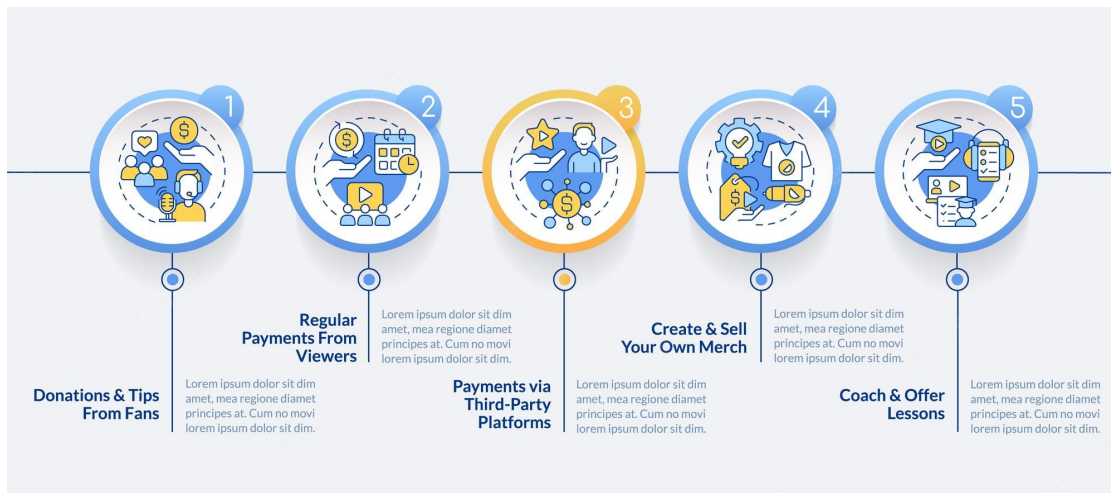 1
2
3
4
5
Donations & Tips
From Fans
Lorem ipsum dolor sit dim
amet, mea regione diamet
principes at. Cum no movi
lorem ipsum dolor sit dim.
Regular
Payments From
Viewers
Lorem ipsum dolor sit dim
amet, mea regione diamet
principes at. Cum no movi
lorem ipsum dolor sit dim.
Payments via
Third-Party
Platforms
Lorem ipsum dolor sit dim
amet, mea regione diamet
principes at. Cum no movi
lorem ipsum dolor sit dim.
Create & Sell
Your Own Merch
Lorem ipsum dolor sit dim
amet, mea regione diamet
principes at. Cum no movi
lorem ipsum dolor sit dim.
Coach & Offer
Lessons
Lorem ipsum dolor sit dim
amet, mea regione diamet
principes at. Cum no movi
lorem ipsum dolor sit dim.